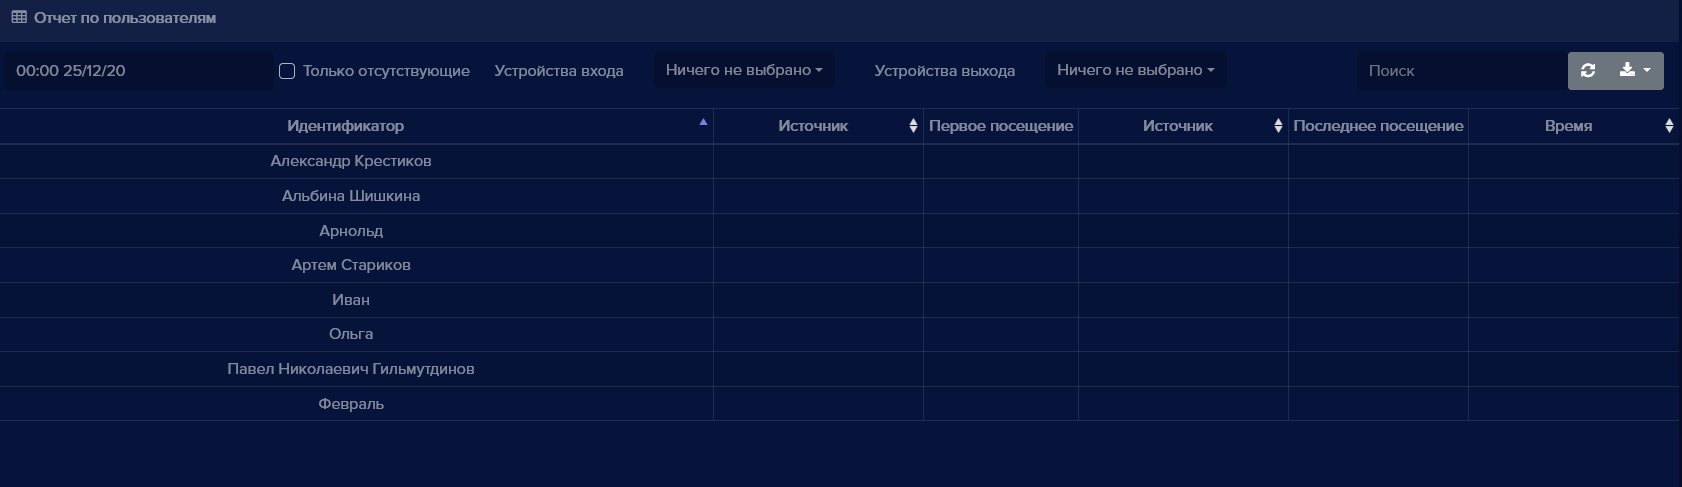 Отчет по пользователям
00:00 25/12/20 Только отсутствующие Устройства входа Ничего не выбрано Устройства выхода Ничего не выбрано Поиск
Идентификатор Источник Первое посещение Источник Последнее посещение Время
Александр Крестиков
Альбина Шишкина
Арнольд
Артем Стариков
Иван
Ольга
Павел Николаевич Гильмутдинов
Февраль